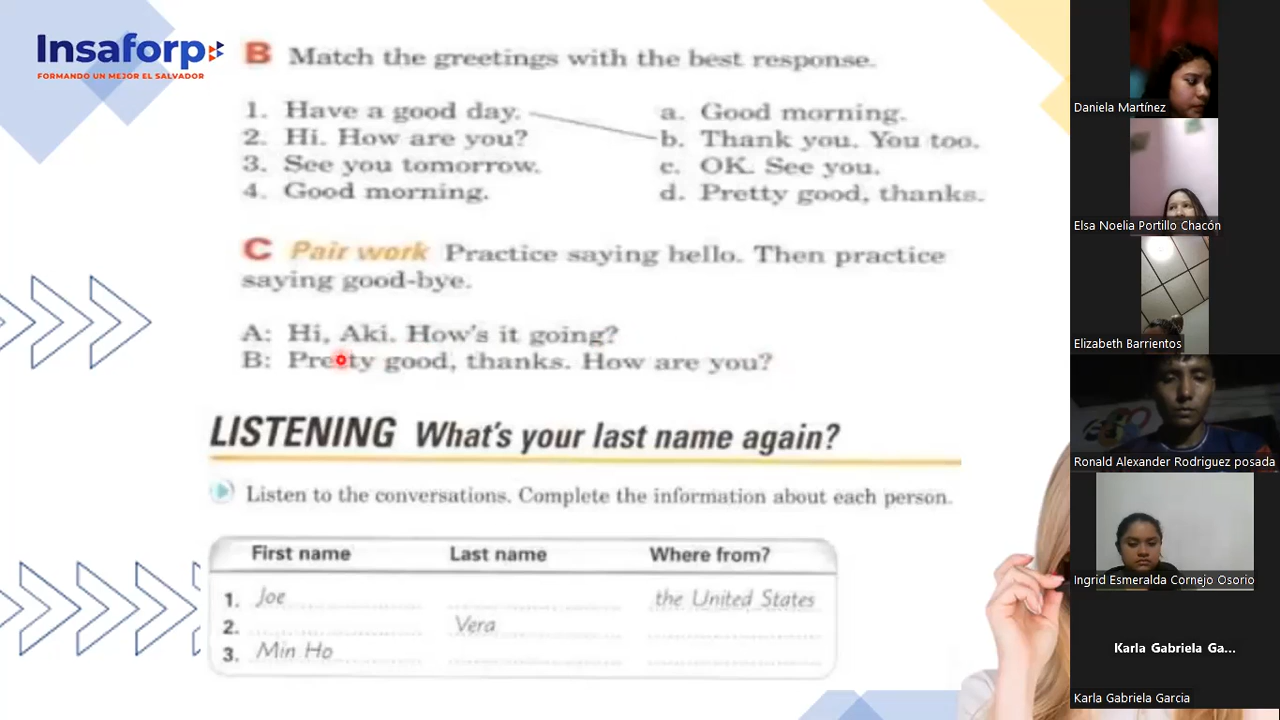 Insaforp
FORMANDO UN MEJOR EL SALVADOR
B Match the greetings with the best response.
1. Have a good day.
2. Hi. How are you?
3. See you tomorrow.
4. Good morning.
a. Good morning.
b. Thank you. You too.
c. OK. See you.
d. Pretty good, thanks.
C Pair work Practice saying hello. Then practice
saying good-bye.
A: Hi, Aki. How's it going?
B: Pretty good, thanks. How are you?
LISTENING What's your last name again?
Listen to the conversations. Complete the information about each person.
First name Last name Where from?
1. Joe the United States
2. Vera
3. Min Ho
Daniela Martínez
Elsa Noelia Portillo Chacón
Elizabeth Barrientos
Ronald Alexander Rodriguez posada
Ingrid Esmeralda Cornejo Osorio
Karla Gabriela Ga...
Karla Gabriela Garcia